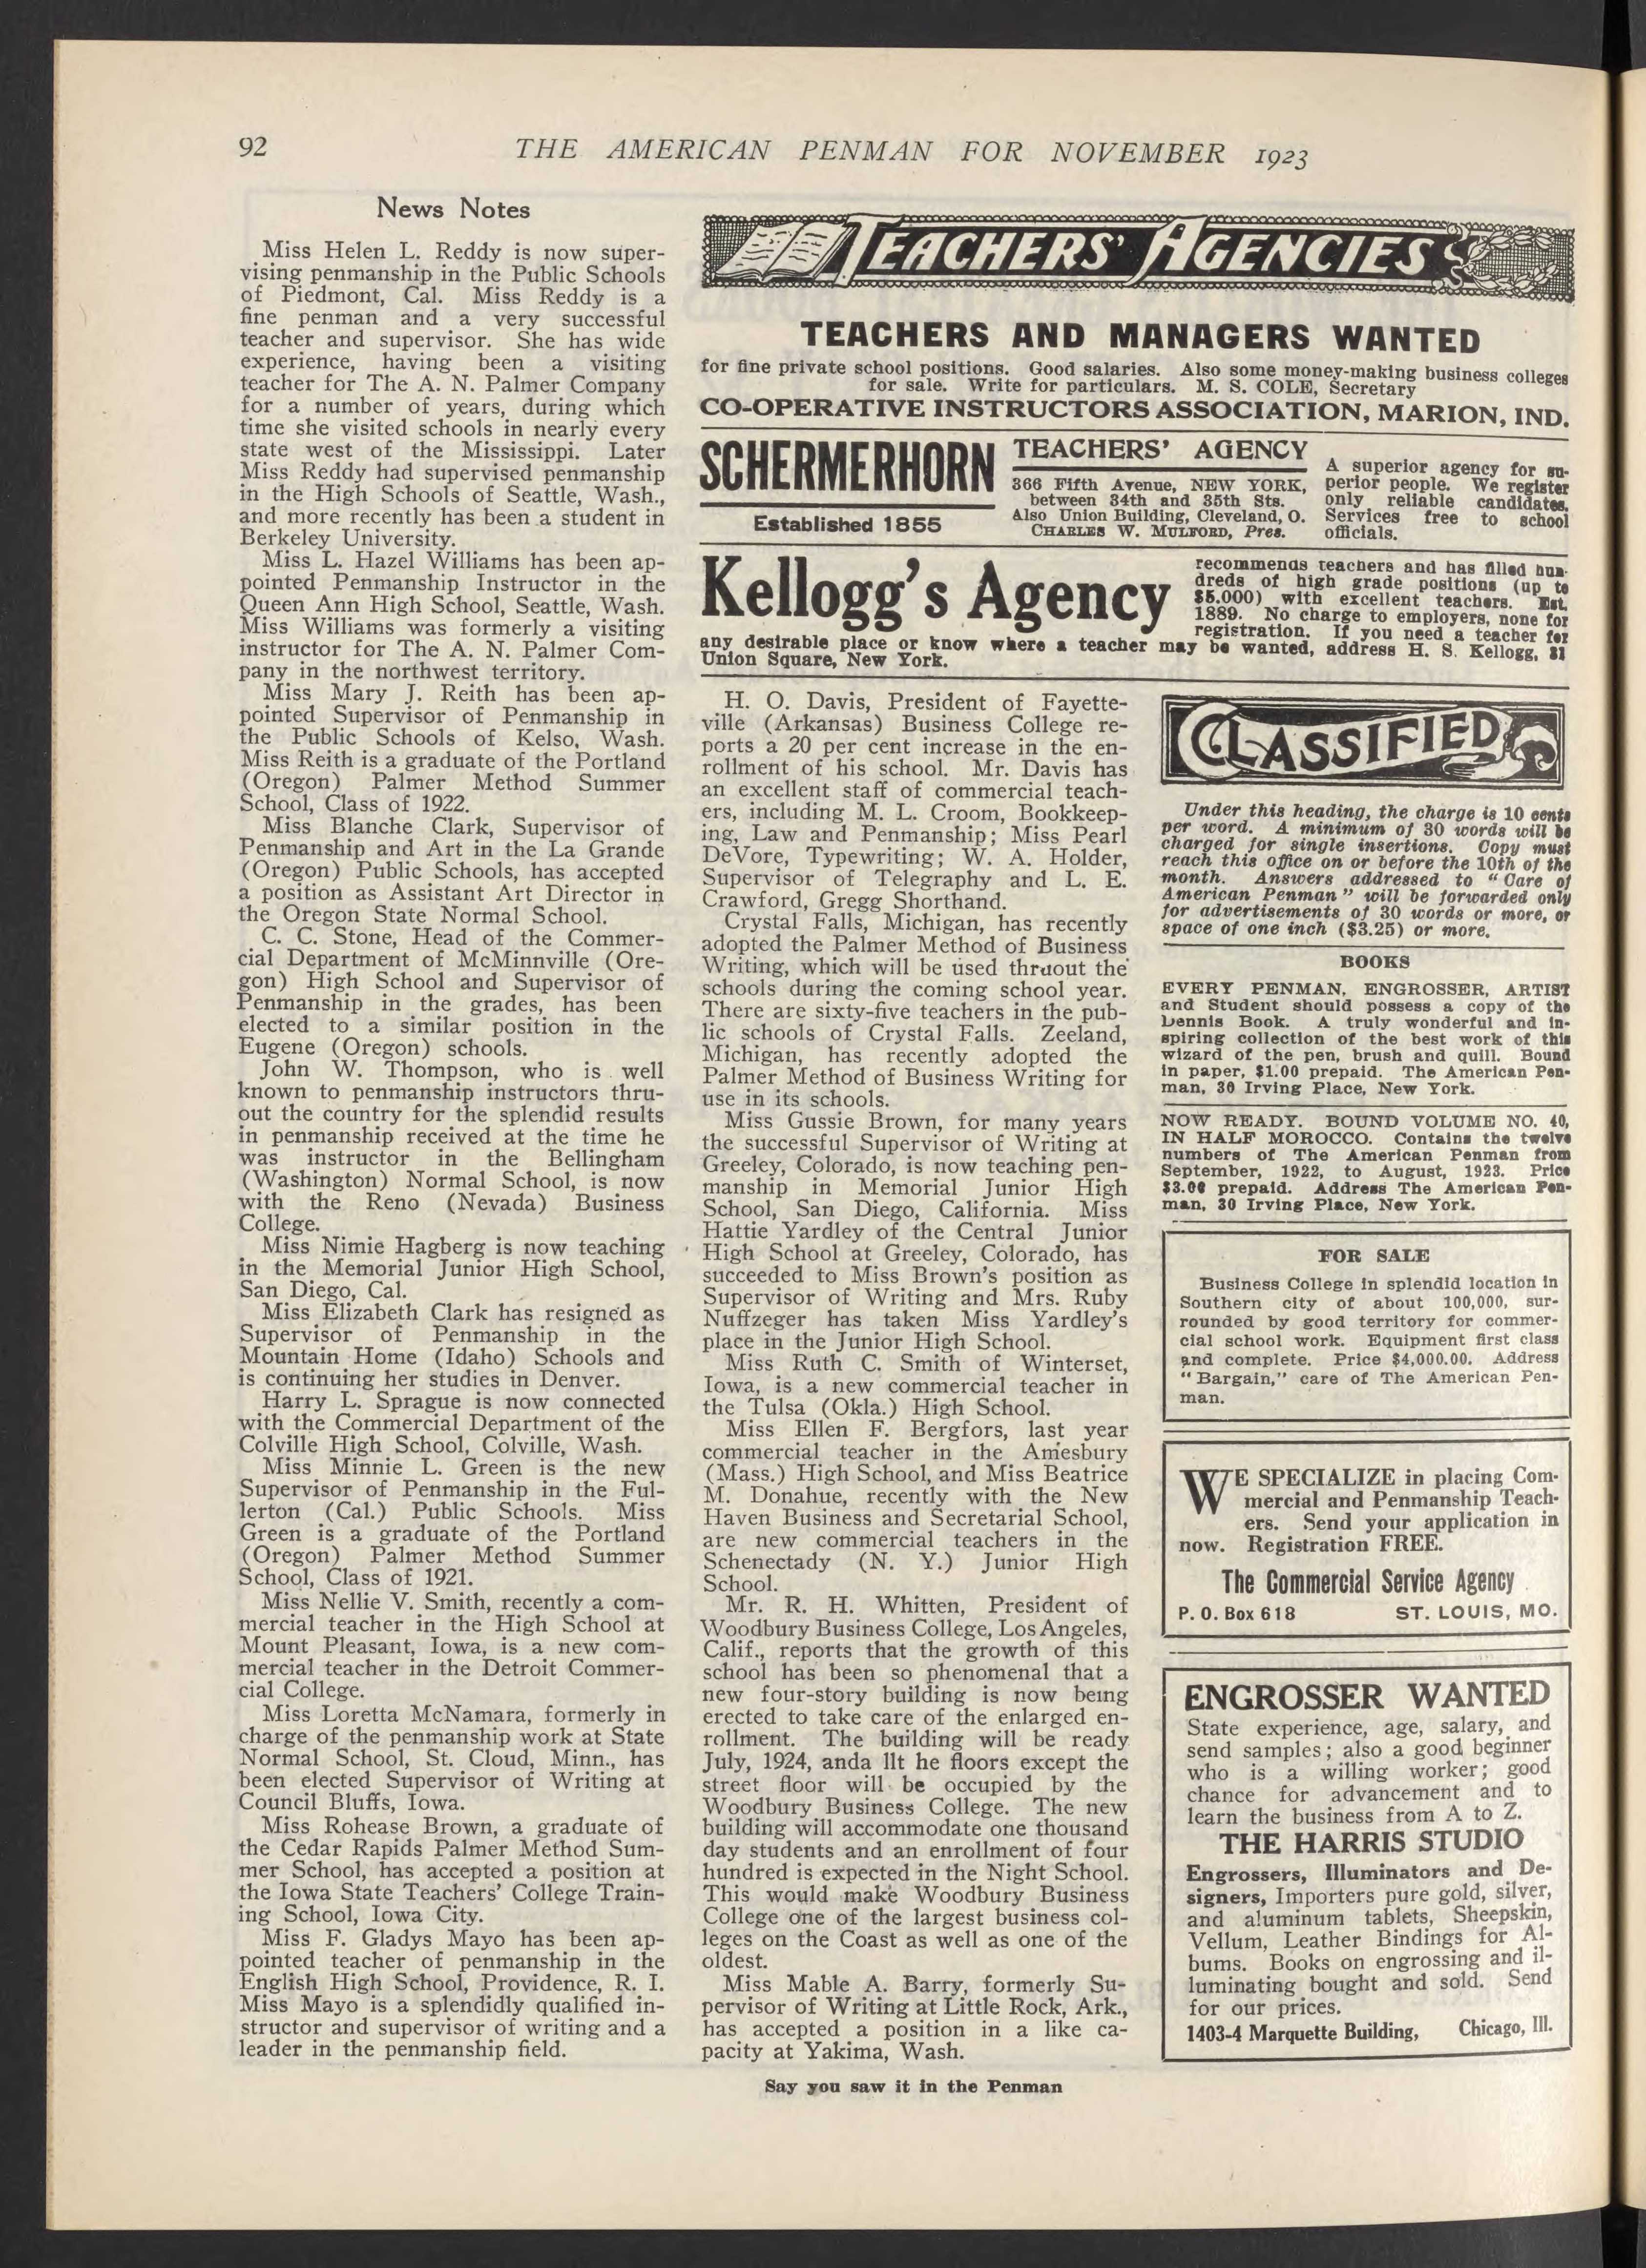 92
THE AMERICAN PENMAN FOR NOVEMBER 1923
News Notes
Miss Helen L. Reddy is now super-
vising penmanship in the Public Schools
of Piedmont, Cal. Miss Reddy is a
fine penman and a very successful
teacher and supervisor. She has wide
experience, having been a visiting
teacher for The A. N. Palmer Company
for a number of years, during which
time she visited schools in nearly every
state west of the Mississippi. Later
Miss Reddy had supervised penmanship
in the High Schools of Seattle, Wash.,
and more recently has been a student in
Berkeley University.
Miss L. Hazel Williams has been ap-
pointed Penmanship Instructor in the
Queen Ann High School, Seattle, Wash.
Miss Williams was formerly a visiting
instructor for The A. N. Palmer Com-
pany in the northwest territory.
Miss Mary J. Reith has been ap-
pointed Supervisor of Penmanship in
the Public Schools of Kelso, Wash.
Miss Reith is a graduate of the Portland
(Oregon) Palmer Method Summer
School, Class of 1922.
Miss Blanche Clark, Supervisor of
Penmanship and Art in the La Grande
(Oregon) Public Schools, has accepted
a position as Assistant Art Director in
the Oregon State Normal School.
C. C. Stone, Head of the Commer-
cial Department of McMinnville (Ore-
gon) High School and Supervisor of
Penmanship in the grades, has been
elected to a similar position in the
Eugene (Oregon) schools.
John W. Thompson, who is well
known to penmanship instructors thru-
out the country for the splendid results
in penmanship received at the time he
was instructor in the Bellingham
(Washington) Normal School, is now
with the Reno (Nevada) Business
College.
Miss Nimie Hagberg is now teaching
in the Memorial Junior High School,
San Diego, Cal.
Miss Elizabeth Clark has resigned as
Supervisor of Penmanship in the
Mountain Home (Idaho) Schools and
is continuing her studies in Denver.
Harry L. Sprague is now connected
with the Commercial Department of the
Colville High School, Colville, Wash.
Miss Minnie L. Green is the new
Supervisor of Penmanship in the Ful-
lerton (Cal.) Public Schools. Miss
Green is a graduate of the Portland
(Oregon) Palmer Method Summer
School, Class of 1921.
Miss Nellie V. Smith, recently a com-
mercial teacher in the High School at
Mount Pleasant, Iowa, is a new com-
mercial teacher in the Detroit Commer-
cial College.
Miss Loretta McNamara, formerly in
charge of the penmanship work at State
Normal School, St. Cloud, Minn., has
been elected Supervisor of Writing at
Council Bluffs, Iowa.
Miss Rohease Brown, a graduate of
the Cedar Rapids Palmer Method Sum-
mer School, has accepted a position at
the Iowa State Teachers' College Train-
ing School, Iowa City.
Miss F. Gladys Mayo has been ap-
pointed teacher of penmanship in the
English High School, Providence, R. I.
Miss Mayo is a splendidly qualified in-
structor and supervisor of writing and a
leader in the penmanship field.
TEACHERS' AGENCIES
TEACHERS AND MANAGERS WANTED
for fine private school positions. Good salaries. Also some money-making business colleges
for sale. Write for particulars. M. S. COLE, Secretary
CO-OPERATIVE INSTRUCTORS ASSOCIATION, MARION, IND.
SCHERMERHORN
Established 1855
TEACHERS' AGENCY
366 Fifth Avenue, NEW YORK,
between 34th and 35th Sts.
Also Union Building, Cleveland, O.
CHARLES W. MULFORD, Pres.
A superior agency for su-
perior people. We register
only reliable candidates.
Services free to school
officials.
Kellogg's Agency
recommends teachers and has filled hun-
dreds of high grade positions (up to
$5.000) with excellent teachers. Est.
1889. No charge to employers, none for
registration. If you need a teacher for
any desirable place or know where a teacher may be wanted, address H. S. Kellogg, 31
Union Square, New York.
H. O. Davis, President of Fayette-
ville (Arkansas) Business College re-
ports a 20 per cent increase in the en-
rollment of his school. Mr. Davis has
an excellent staff of commercial teach-
ers, including M. L. Croom, Bookkeep-
ing, Law and Penmanship; Miss Pearl
DeVore, Typewriting; W. A. Holder,
Supervisor of Telegraphy and L. E.
Crawford, Gregg Shorthand.
Crystal Falls, Michigan, has recently
adopted the Palmer Method of Business
Writing, which will be used thruout the
schools during the coming school year.
There are sixty-five teachers in the pub-
lic schools of Crystal Falls. Zeeland,
Michigan, has recently adopted the
Palmer Method of Business Writing for
use in its schools.
Miss Gussie Brown, for many years
the successful Supervisor of Writing at
Greeley, Colorado, is now teaching pen-
manship in Memorial Junior High
School, San Diego, California. Miss
Hattie Yardley of the Central Junior
High School at Greeley, Colorado, has
succeeded to Miss Brown's position as
Supervisor of Writing and Mrs. Ruby
Nuffzeger has taken Miss Yardley's
place in the Junior High School.
Miss Ruth C. Smith of Winterset,
Iowa, is a new commercial teacher in
the Tulsa (Okla.) High School.
Miss Ellen F. Bergfors, last year
commercial teacher in the Amesbury
(Mass.) High School, and Miss Beatrice
M. Donahue, recently with the New
Haven Business and Secretarial School,
are new commercial teachers in the
Schenectady (N. Y.) Junior High
School.
Mr. R. H. Whitten, President of
Woodbury Business College, Los Angeles,
Calif., reports that the growth of this
school has been so phenomenal that a
new four-story building is now being
erected to take care of the enlarged en-
rollment. The building will be ready
July, 1924, anda llt he floors except the
street floor will be occupied by the
Woodbury Business College. The new
building will accommodate one thousand
day students and an enrollment of four
hundred is expected in the Night School.
This would make Woodbury Business
College one of the largest business col-
leges on the Coast as well as one of the
oldest.
Miss Mable A. Barry, formerly Su-
pervisor of Writing at Little Rock, Ark.,
has accepted a position in a like ca-
pacity at Yakima, Wash.
CLASSIFIED
Under this heading, the charge is 10 cents
per word. A minimum of 30 words will be
charged for single insertions. Copy must
reach this office on or before the 10th of the
month. Answers addressed to "Care of
American Penman" will be forwarded only
for advertisements of 30 words or more, or
space of one inch ($3.25) or more.
BOOKS
EVERY PENMAN, ENGROSSER, ARTIST
and Student should possess a copy of the
Dennis Book. A truly wonderful and in-
spiring collection of the best work of this
wizard of the pen, brush and quill. Bound
in paper, $1.00 prepaid. The American Pen-
man, 30 Irving Place, New York.
NOW READY. BOUND VOLUME NO. 40,
IN HALF MOROCCO. Contains the twelve
numbers of The American Penman from
September, 1922, to August, 1923. Price
$3.00 prepaid. Address The American Pen-
man, 30 Irving Place, New York.
FOR SALE
Business College in splendid location in
Southern city of about 100,000, sur-
rounded by good territory for commer-
cial school work. Equipment first class
and complete. Price $4,000.00. Address
"Bargain," care of The American Pen-
man.
WE SPECIALIZE in placing Com-
mercial and Penmanship Teach-
ers. Send your application in
now. Registration FREE.
The Commercial Service Agency
P. O. Box 618 ST. LOUIS, MO.
ENGROSSER WANTED
State experience, age, salary, and
send samples; also a good beginner
who is a willing worker; good
chance for advancement and to
learn the business from A to Z.
THE HARRIS STUDIO
Engrossers, Illuminators and De-
signers, Importers pure gold, silver,
and aluminum tablets, Sheepskin,
Vellum, Leather Bindings for Al-
bums. Books on engrossing and il-
luminating bought and sold. Send
for our prices.
1403-4 Marquette Building, Chicago, Ill.
Say you saw it in the Penman